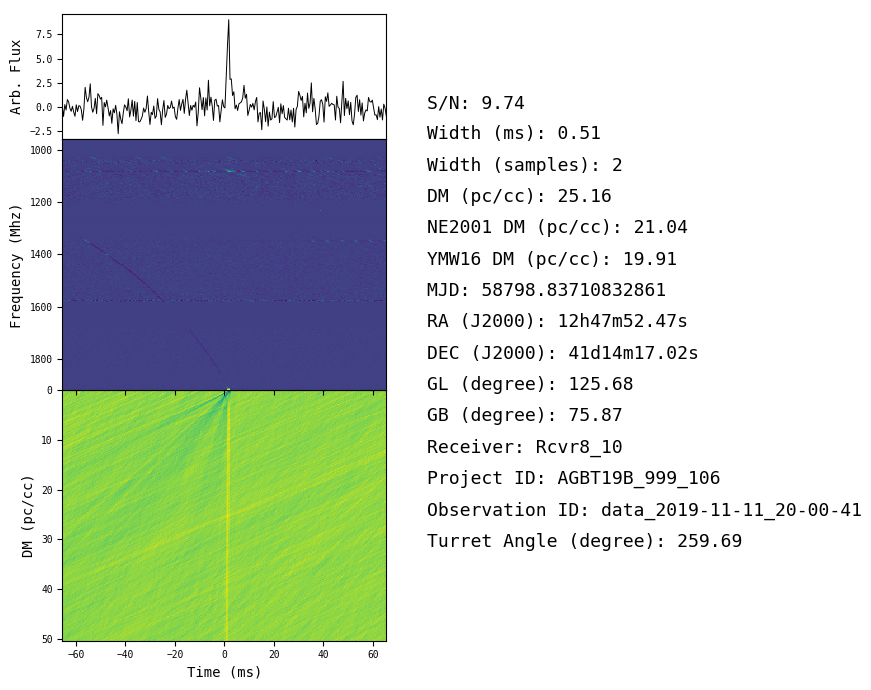 7.5
5.0
2.5
0.0
−2.5
Arb. Flux
1000
1200
1400
1600
1800
Frequency (Mhz)
0
10
20
30
40
50
DM (pc/cc)
−60 −40 −20 0 20 40 60
Time (ms)
S/N: 9.74
Width (ms): 0.51
Width (samples): 2
DM (pc/cc): 25.16
NE2001 DM (pc/cc): 21.04
YMW16 DM (pc/cc): 19.91
MJD: 58798.83710832861
RA (J2000): 12h47m52.47s
DEC (J2000): 41d14m17.02s
GL (degree): 125.68
GB (degree): 75.87
Receiver: Rcvr8_10
Project ID: AGBT19B_999_106
Observation ID: data_2019-11-11_20-00-41
Turret Angle (degree): 259.69